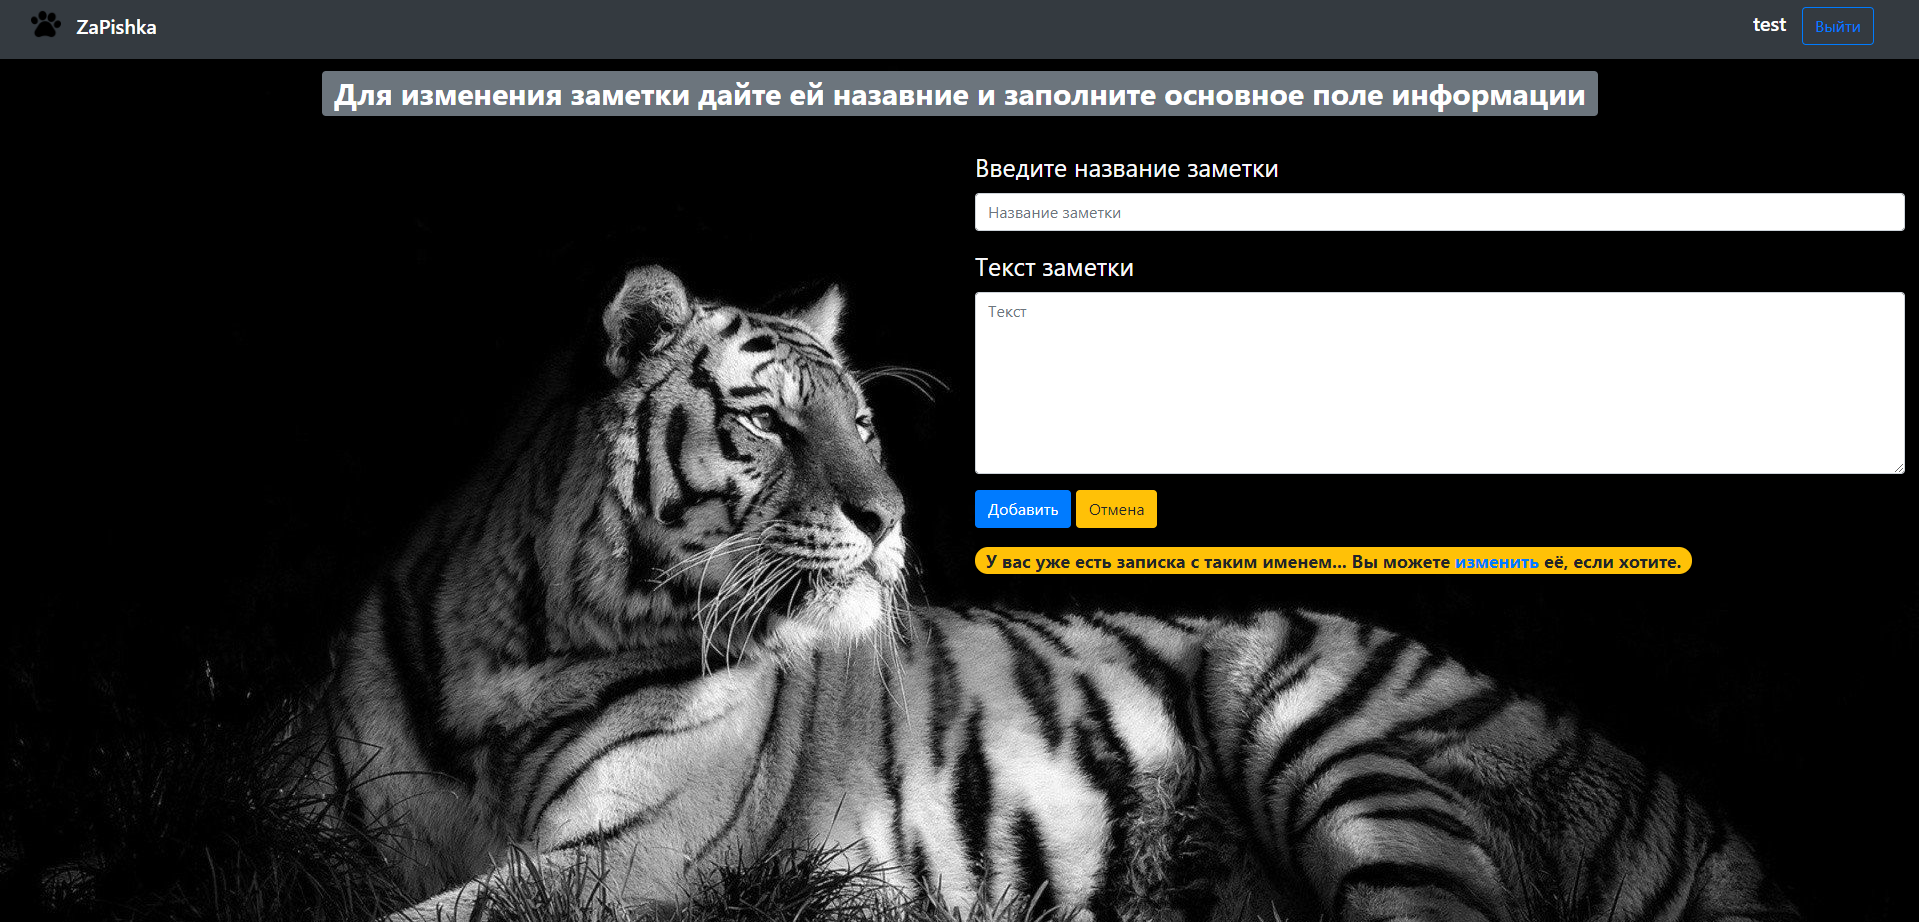 ZaPishka
test
Выйти
Для изменения заметки дайте ей назавние и заполните основное поле информации
Введите название заметки
Название заметки
Текст заметки
Текст
Добавить
Отмена
У вас уже есть записка с таким именем... Вы можете изменить её, если хотите.